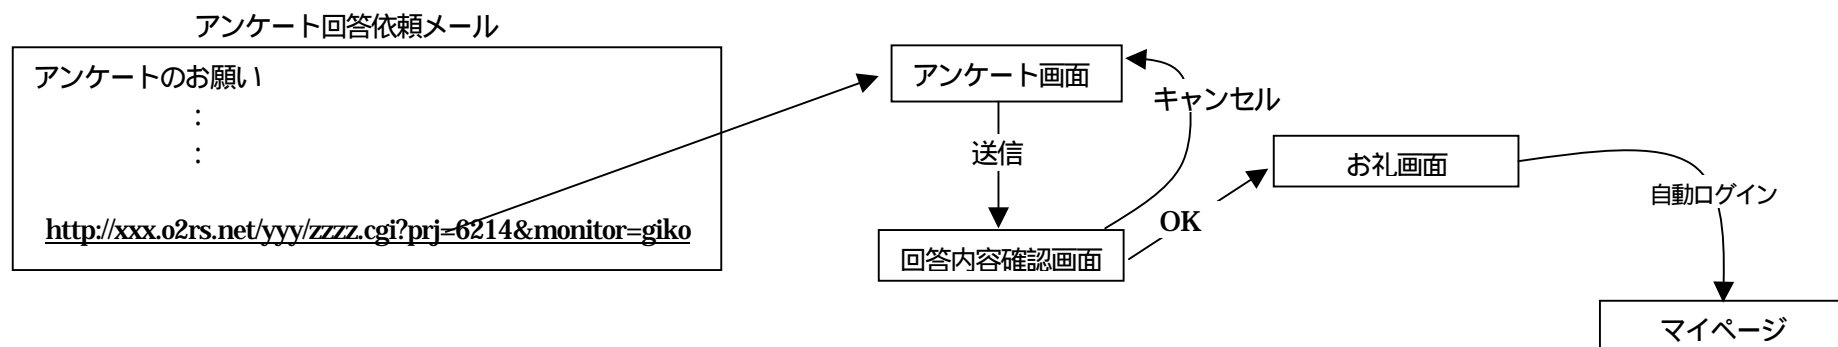 アンケート回答依頼メール
アンケートのお願い
：
：
http://xxx.o2rs.net/yyy/zzzz.cgi?prj=6214&monitor=giko
アンケート画面
キャンセル
送信
回答内容確認画面
OK
お礼画面
自動ログイン
マイページ